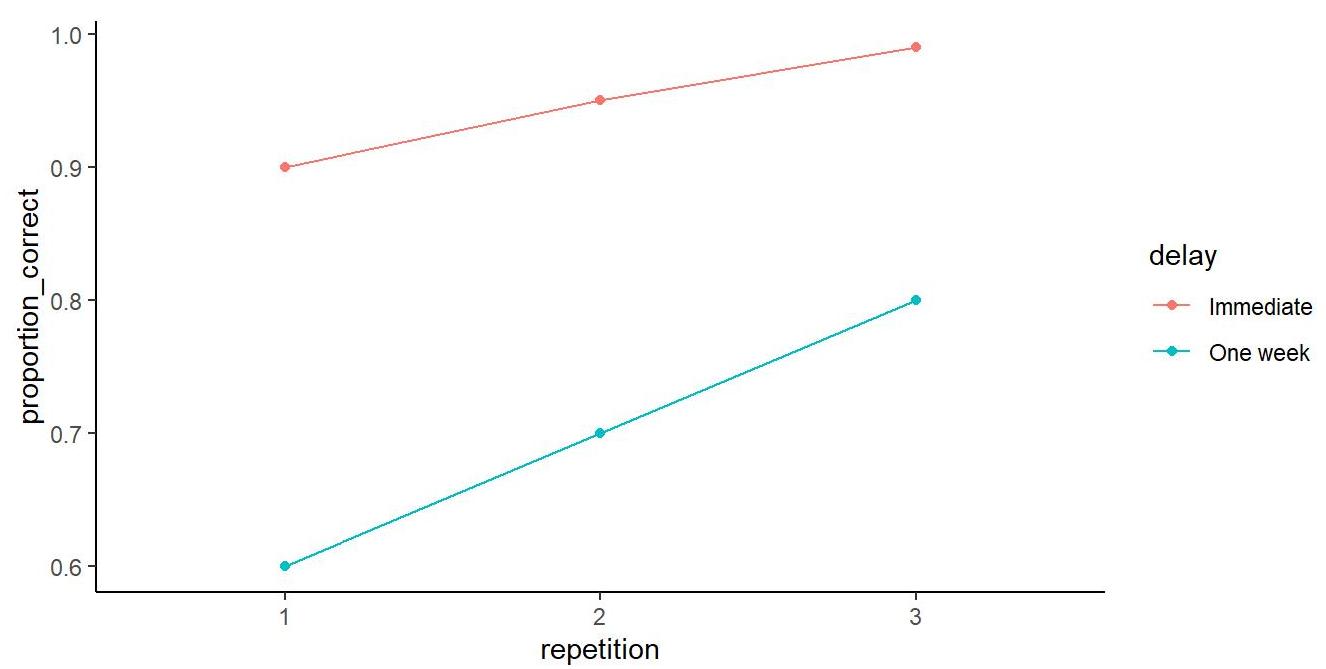 1.0
0.9
0.8
0.7
0.6
proportion_correct
1 2 3
repetition
delay
Immediate
One week